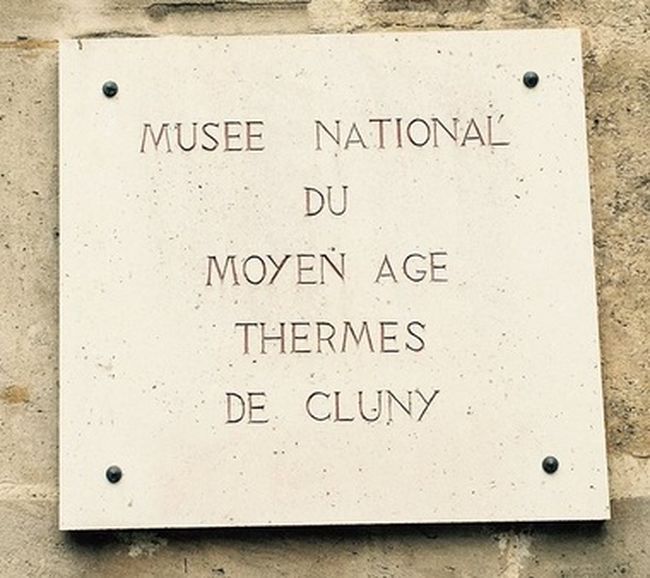 MUSEE NATIONAL
DU
MOYEN AGE
THERMES
DE CLUNY